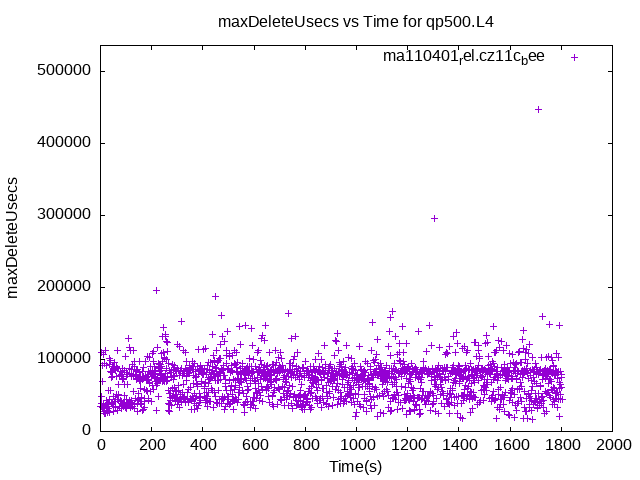 maxDeleteUsecs vs Time for qp500.L4
ma110401rel.cz11cbee
500000
400000
300000
200000
100000
0
maxDeleteUsecs
0 200 400 600 800 1000 1200 1400 1600 1800 2000
Time(s)